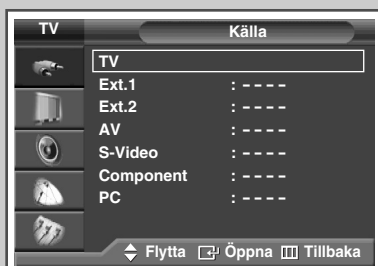 TV Källa
TV
Ext.1 : - - - -
Ext.2 : - - - -
AV : - - - -
S-Video : - - - -
Component : - - - -
PC : - - - -
Flytta Öppna Tillbaka